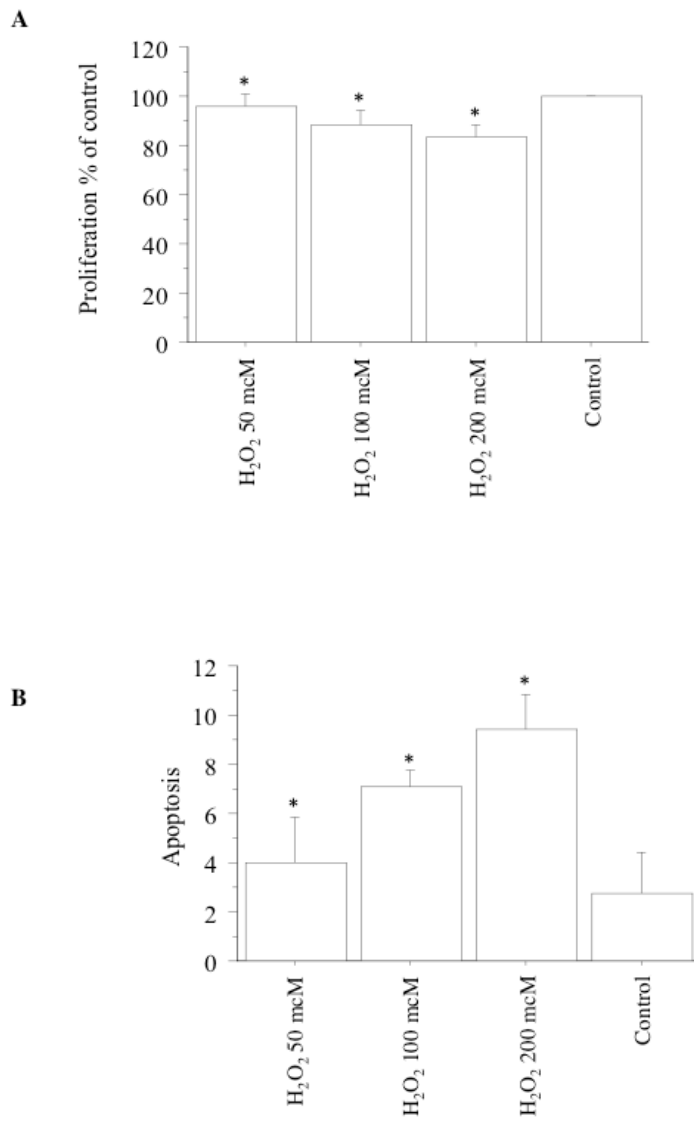 A
Proliferation % of control
120
100
80
60
40
20
0
*
*
*
H₂O₂ 50 mcM
H₂O₂ 100 mcM
H₂O₂ 200 mcM
Control
B
Apoptosis
12
10
8
6
4
2
0
*
*
*
H₂O₂ 50 mcM
H₂O₂ 100 mcM
H₂O₂ 200 mcM
Control